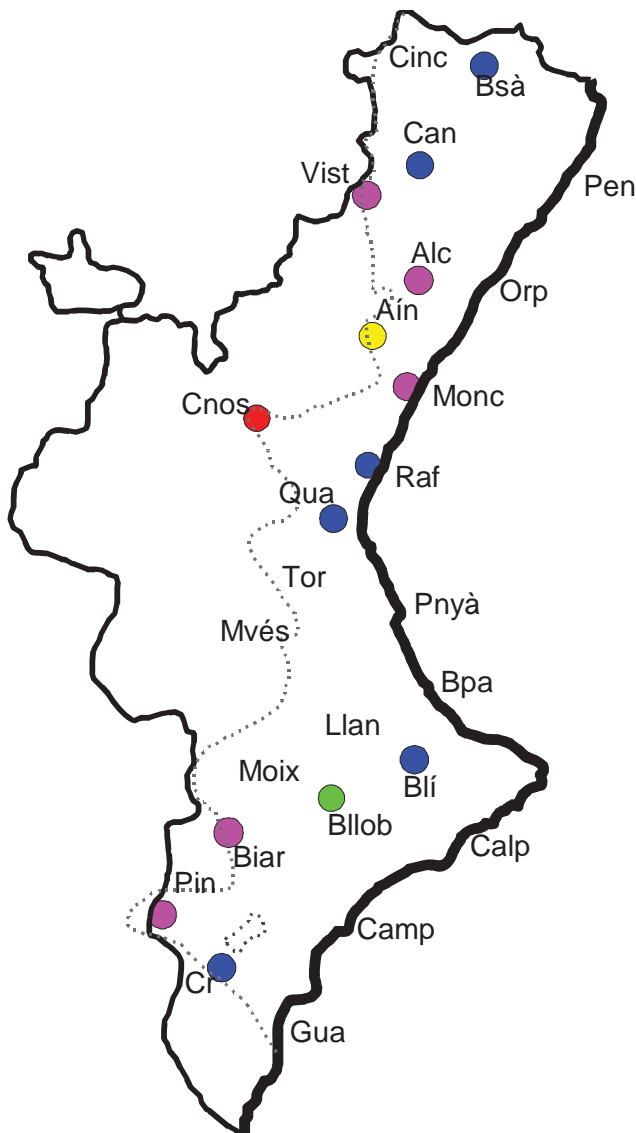 Cinc
Bsà
Can
Vist
Pen
Alc
Orp
Aín
Cnos
Monc
Raf
Qua
Tor
Pnyà
Mvés
Bpa
Llan
Moix
Blí
Bllob
Calp
Biar
Pin
Camp
Cr
Gua